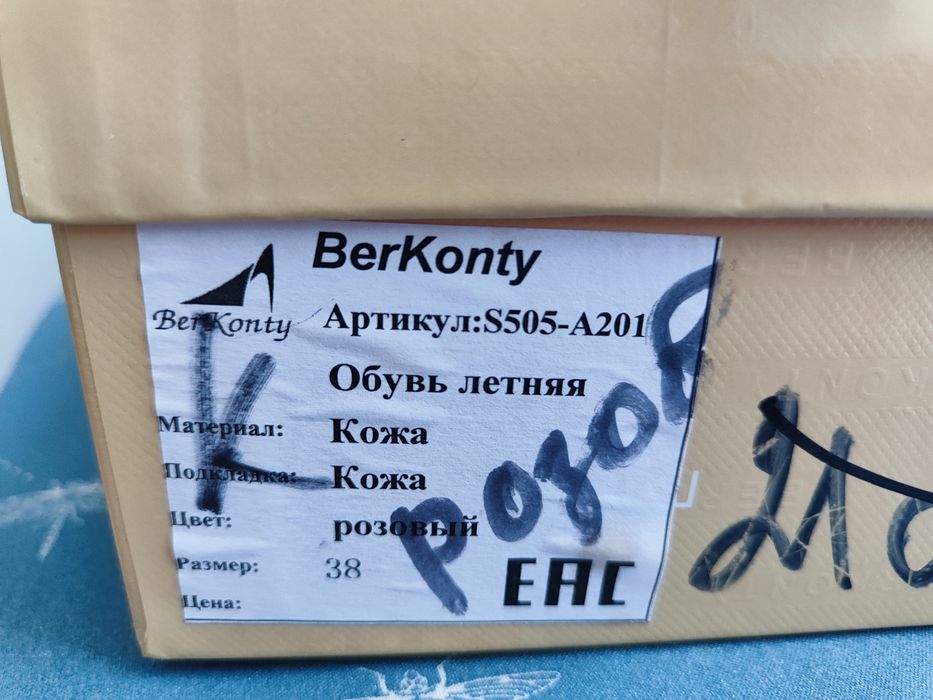 BerKonty
BerKonty
Артикул:S505-A201
Обувь летняя
Материал: Кожа
Подкладка: Кожа
Цвет: розовый
Размер: 38
Цена:
EAC
К
розов